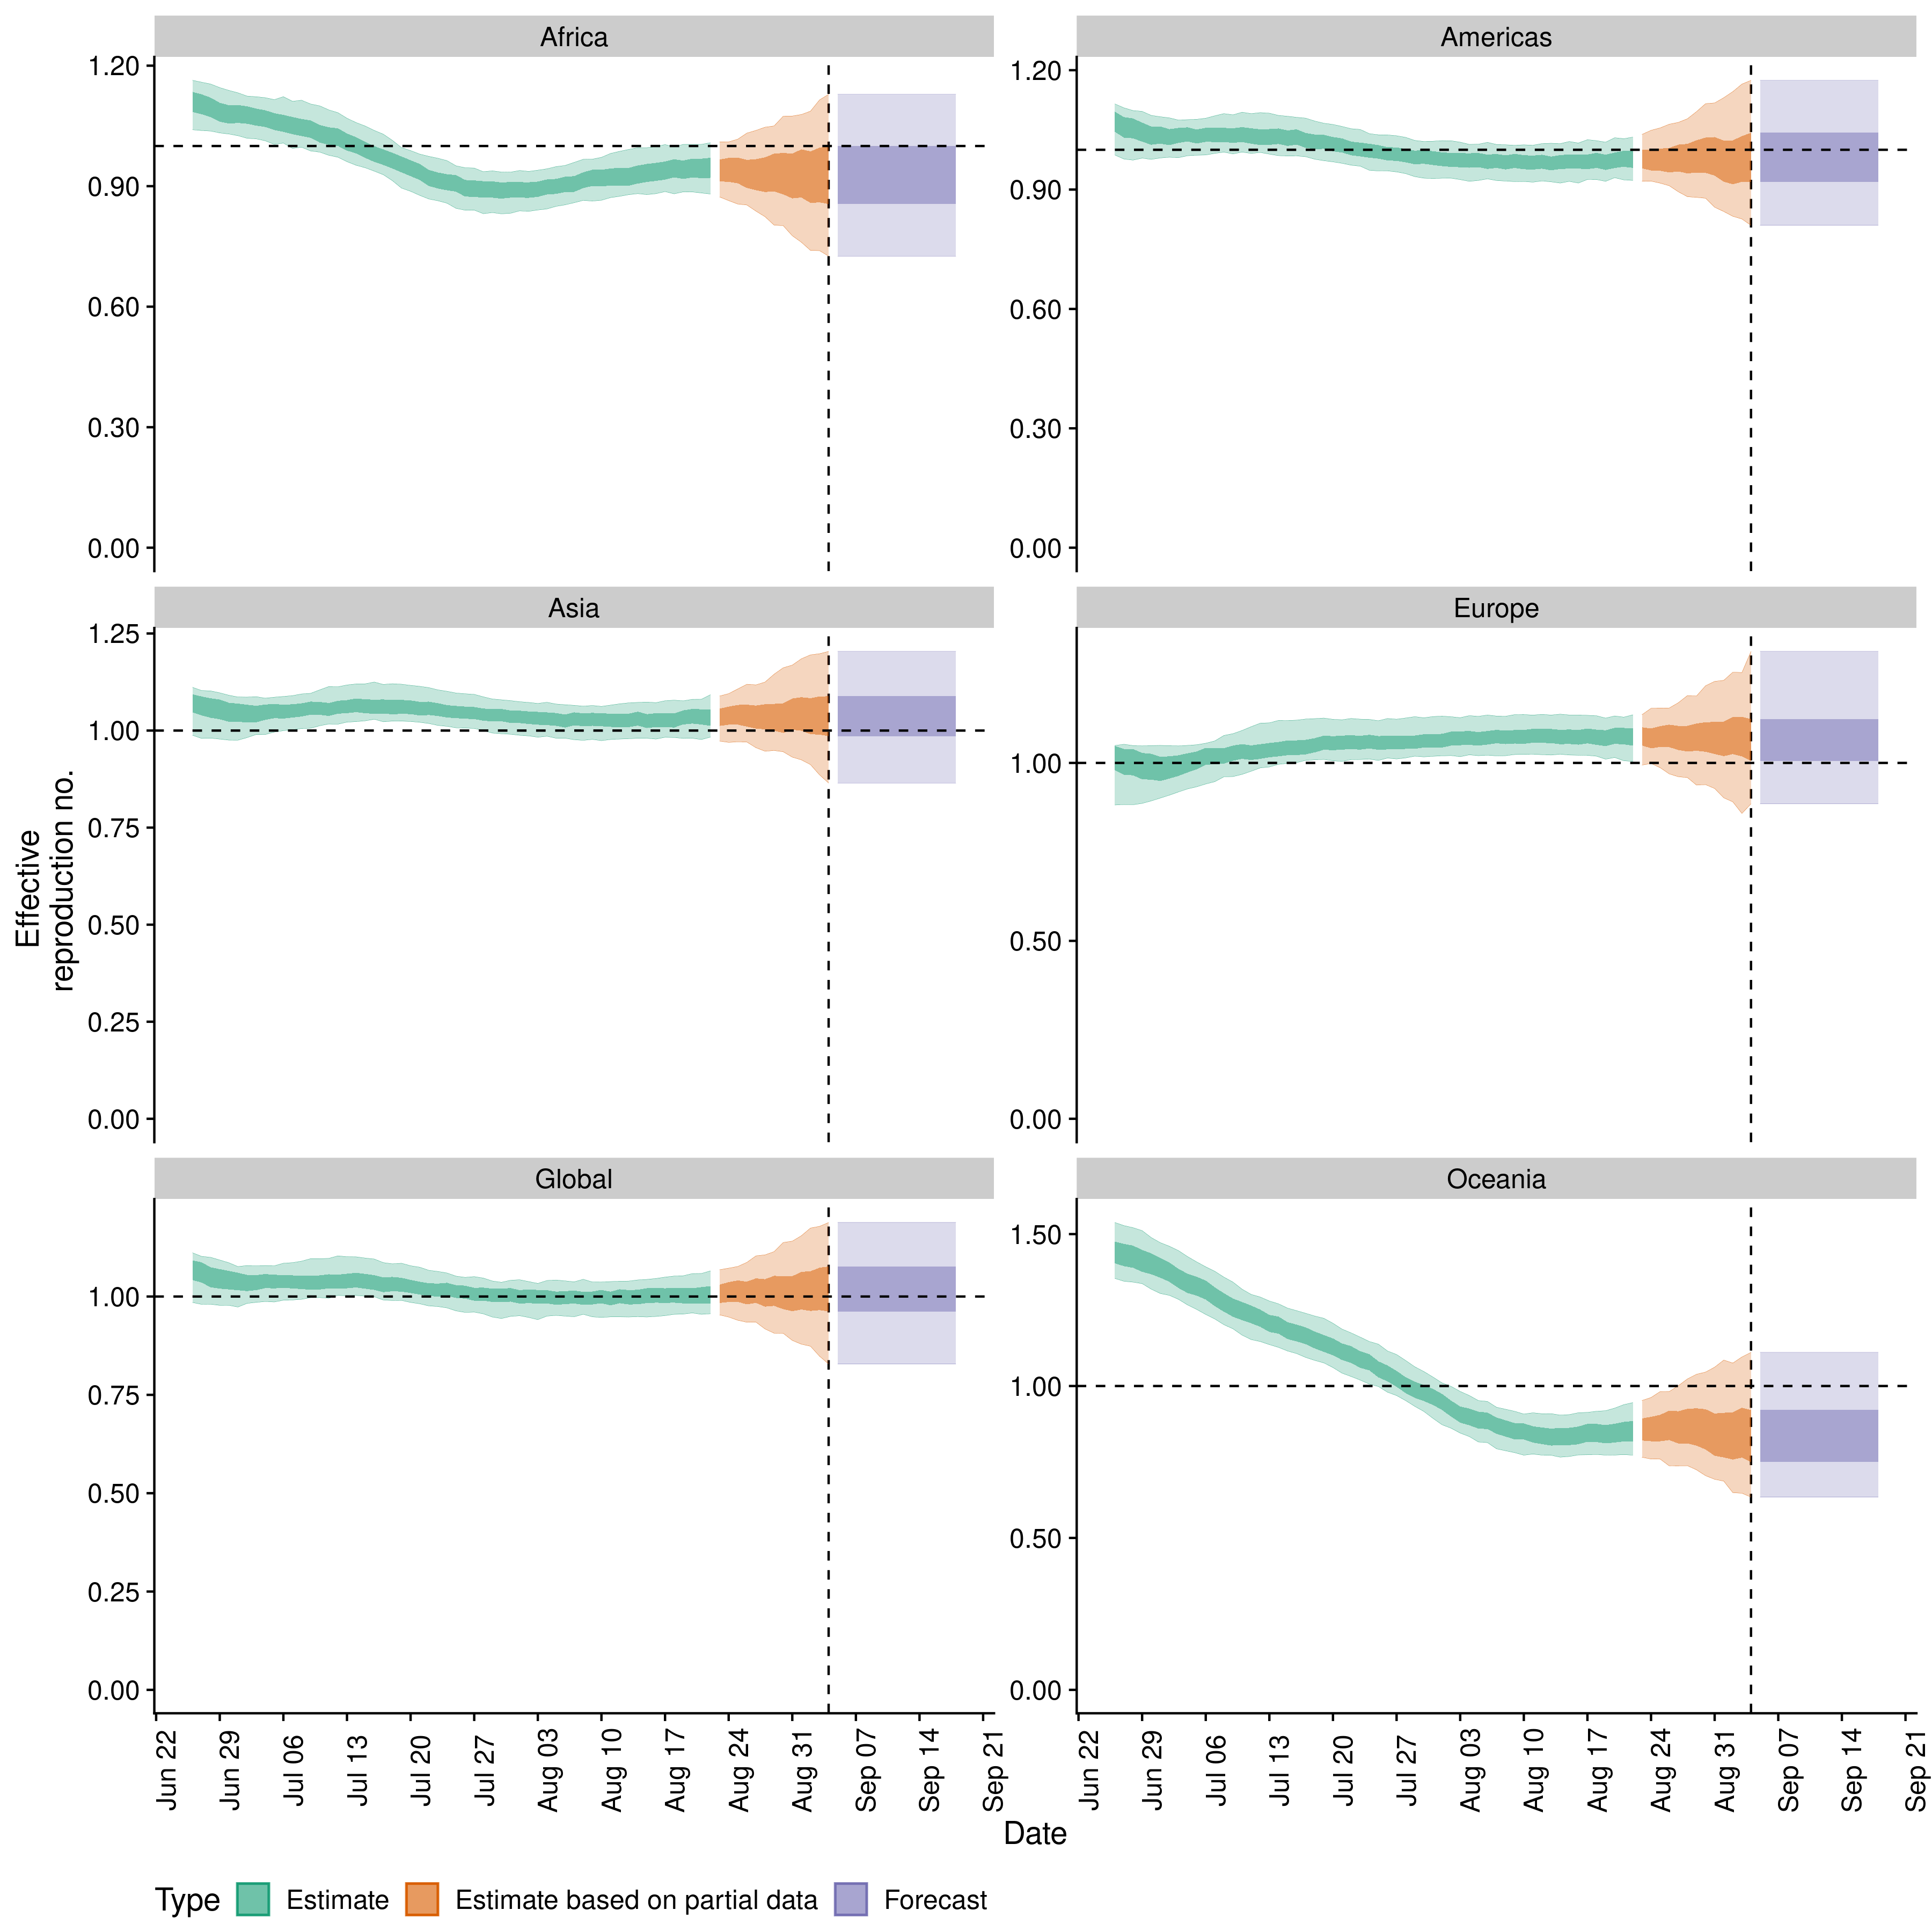 Africa
Americas
1.20
0.90
0.60
0.30
0.00
1.20
0.90
0.60
0.30
0.00
Asia
Europe
1.25
1.00
0.75
0.50
0.25
0.00
1.00
0.50
0.00
Effective
reproduction no.
Global
Oceania
1.00
0.75
0.50
0.25
0.00
1.50
1.00
0.50
0.00
Jun 22
Jun 29
Jul 06
Jul 13
Jul 20
Jul 27
Aug 03
Aug 10
Aug 17
Aug 24
Aug 31
Sep 07
Sep 14
Sep 21
Jun 22
Jun 29
Jul 06
Jul 13
Jul 20
Jul 27
Aug 03
Aug 10
Aug 17
Aug 24
Aug 31
Sep 07
Sep 14
Sep 21
Date
Type Estimate Estimate based on partial data Forecast